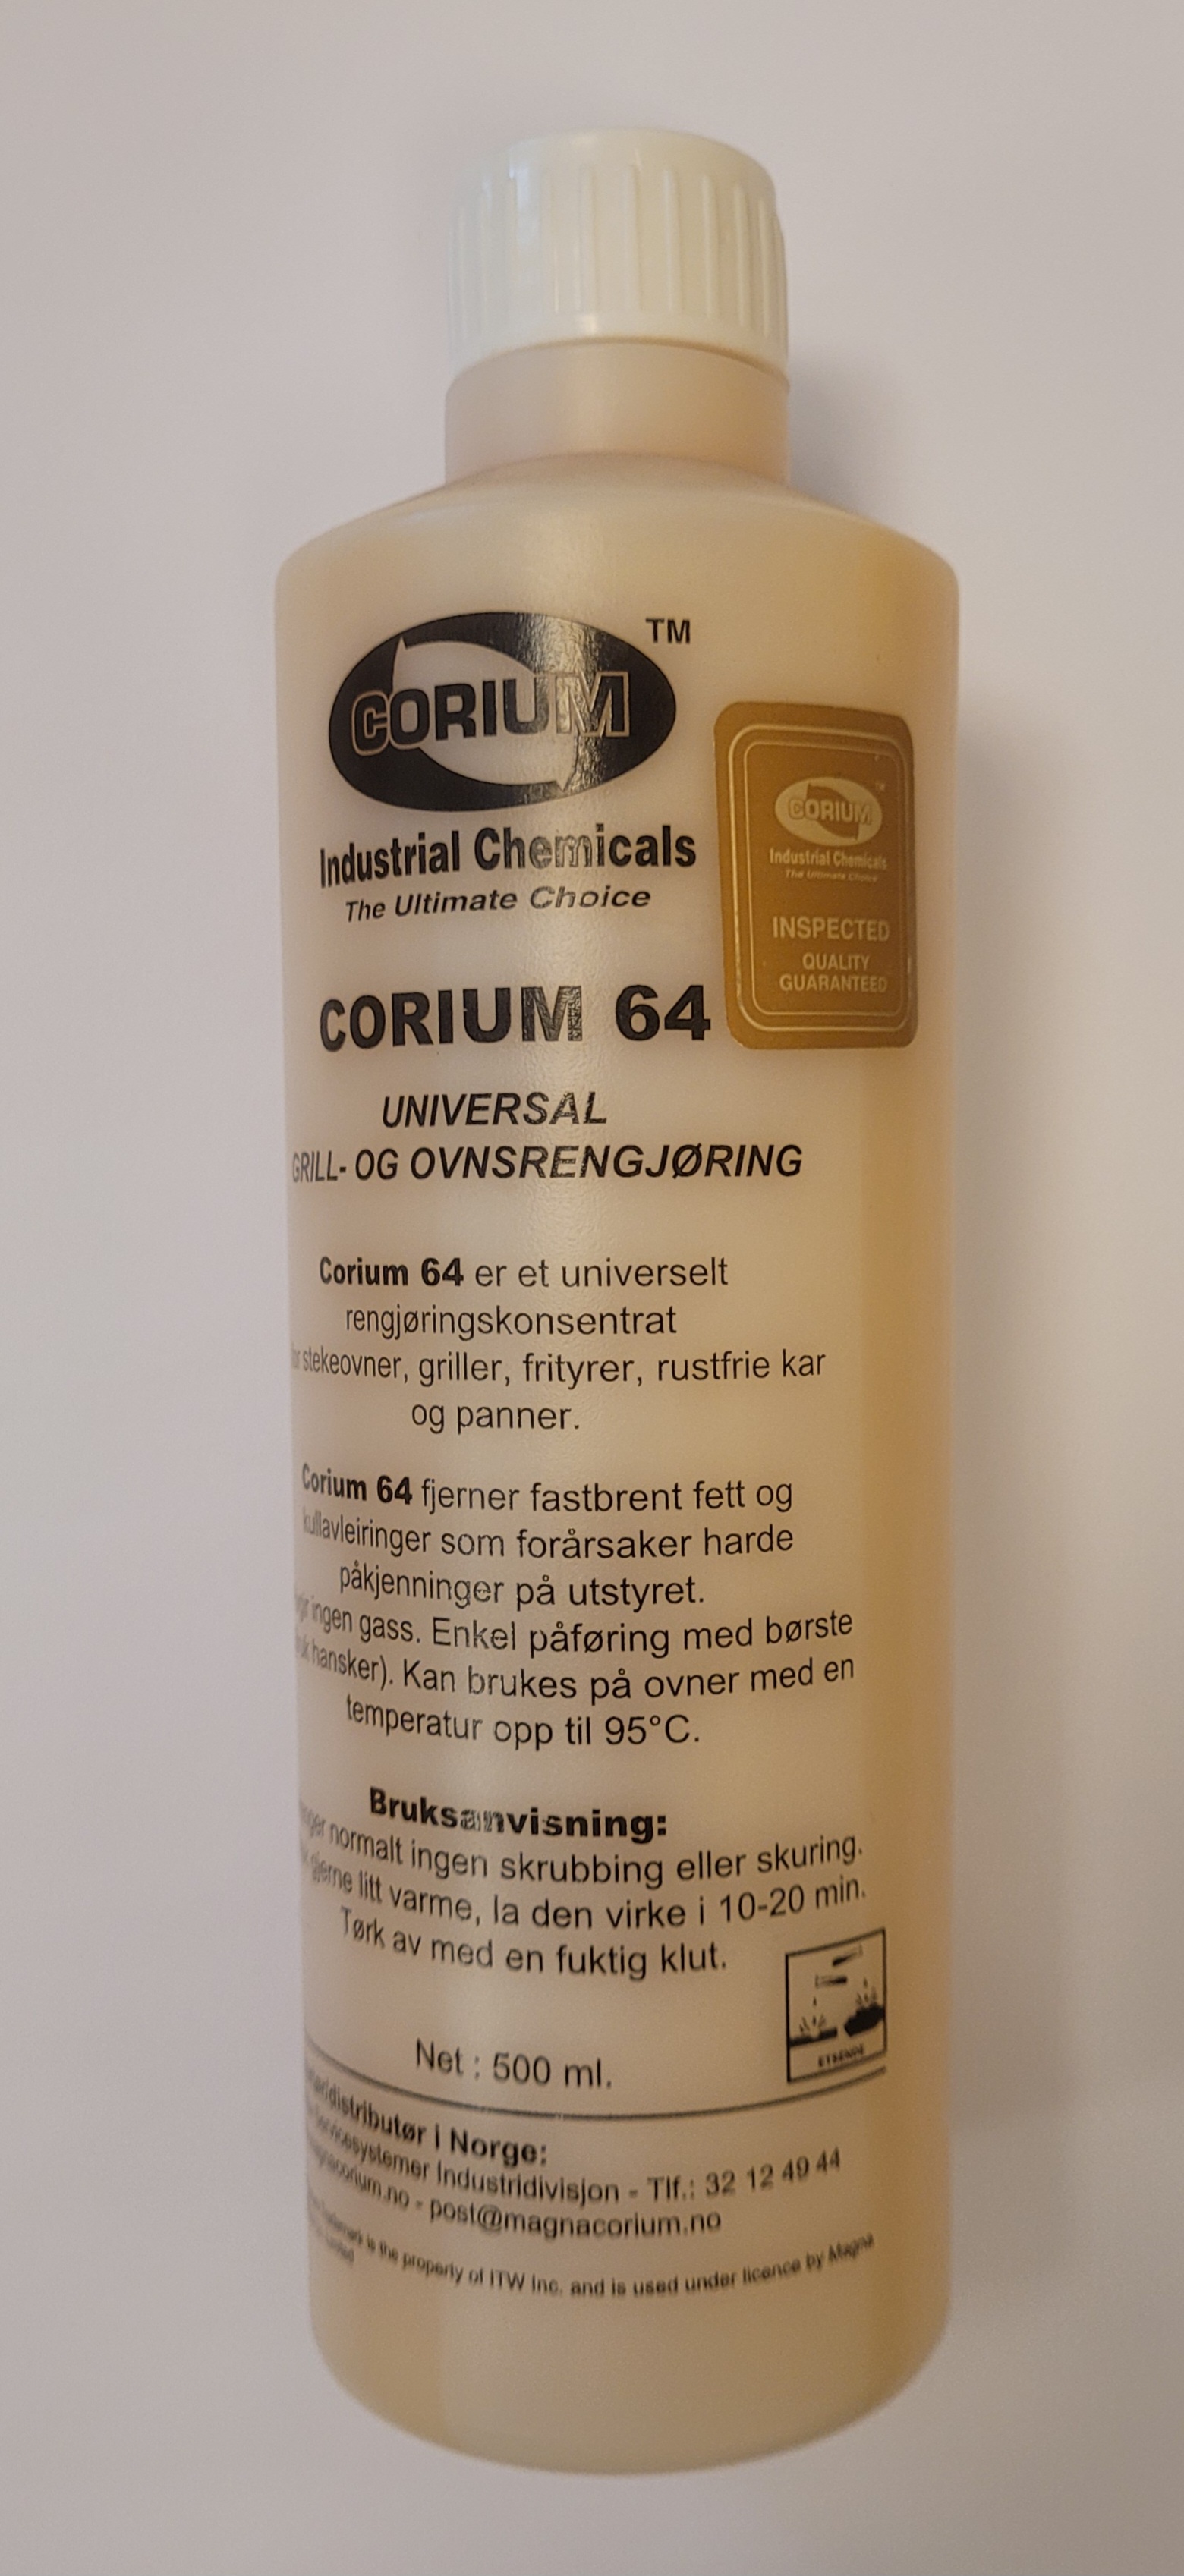 CORIUM
TM
Industrial Chemicals
The Ultimate Choice
CORIUM
TM
Industrial Chemicals
The Ultimate Choice
INSPECTED
QUALITY
GUARANTEED
CORIUM 64
UNIVERSAL
GRILL- OG OVNSRENGJØRING
Corium 64 er et universelt
rengjøringskonsentrat
stekeovner, griller, frityrer, rustfrie kar
og panner.
Corium 64 fjerner fastbrent fett og
kullavleiringer som forårsaker harde
påkjenninger på utstyret.
ingen gass. Enkel påføring med børste
hansker). Kan brukes på ovner med en
temperatur opp til 95°C.
Bruksanvisning:
normalt ingen skrubbing eller skuring.
gjerne litt varme, la den virke i 10-20 min.
Tørk av med en fuktig klut.
ETSENDE
Net : 500 ml.
i Norge:
Servicesystemer Industridivisjon - Tlf.: 32 12 49 44
- post@magnacorium.no
is the property of ITW Inc. and is used under licence by Magna
Limited